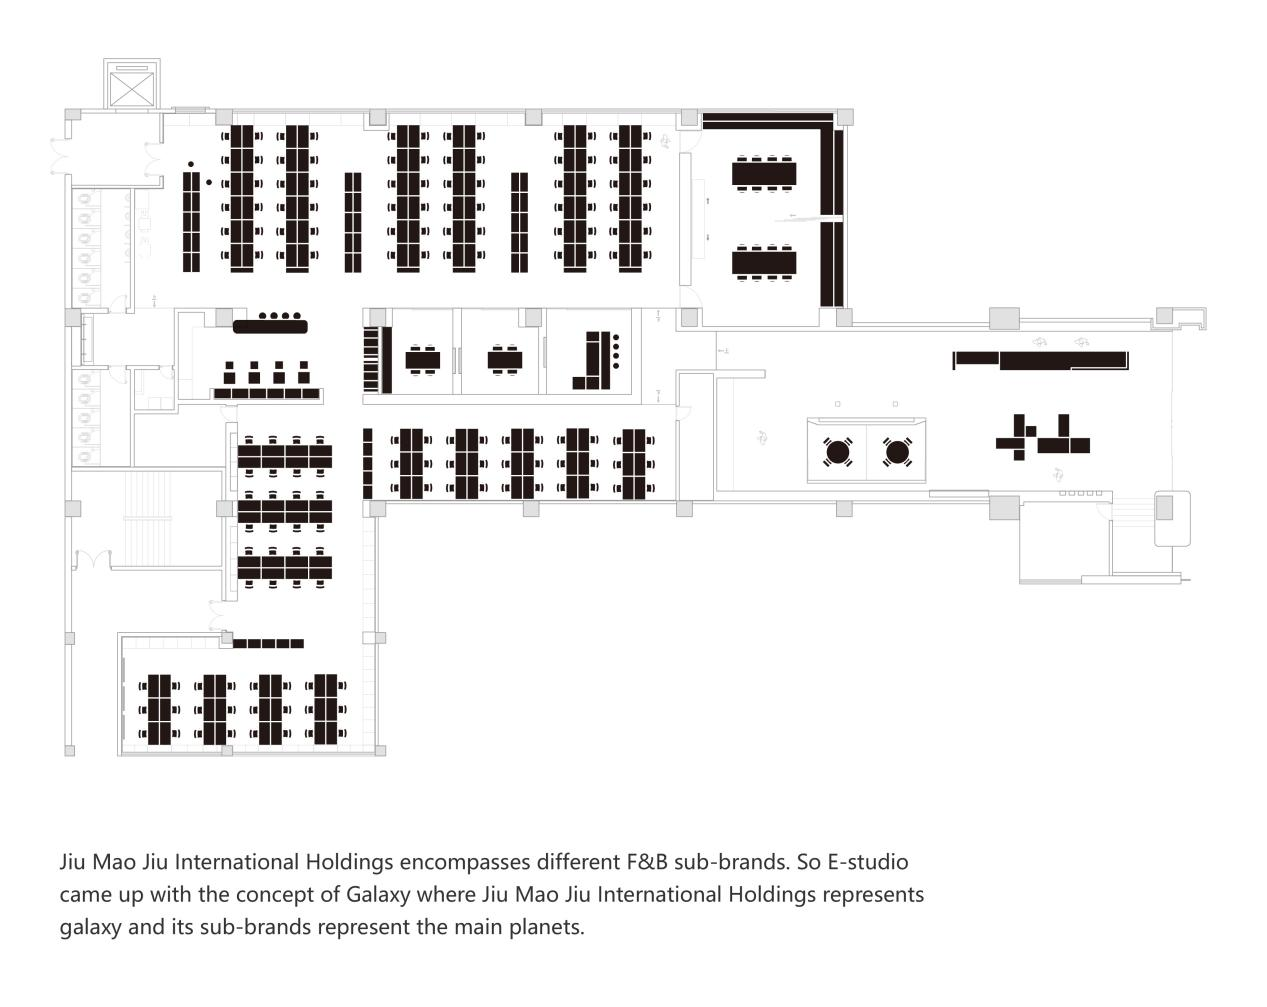 Jiu Mao Jiu International Holdings encompasses different F&B sub-brands. So E-studio
came up with the concept of Galaxy where Jiu Mao Jiu International Holdings represents
galaxy and its sub-brands represent the main planets.